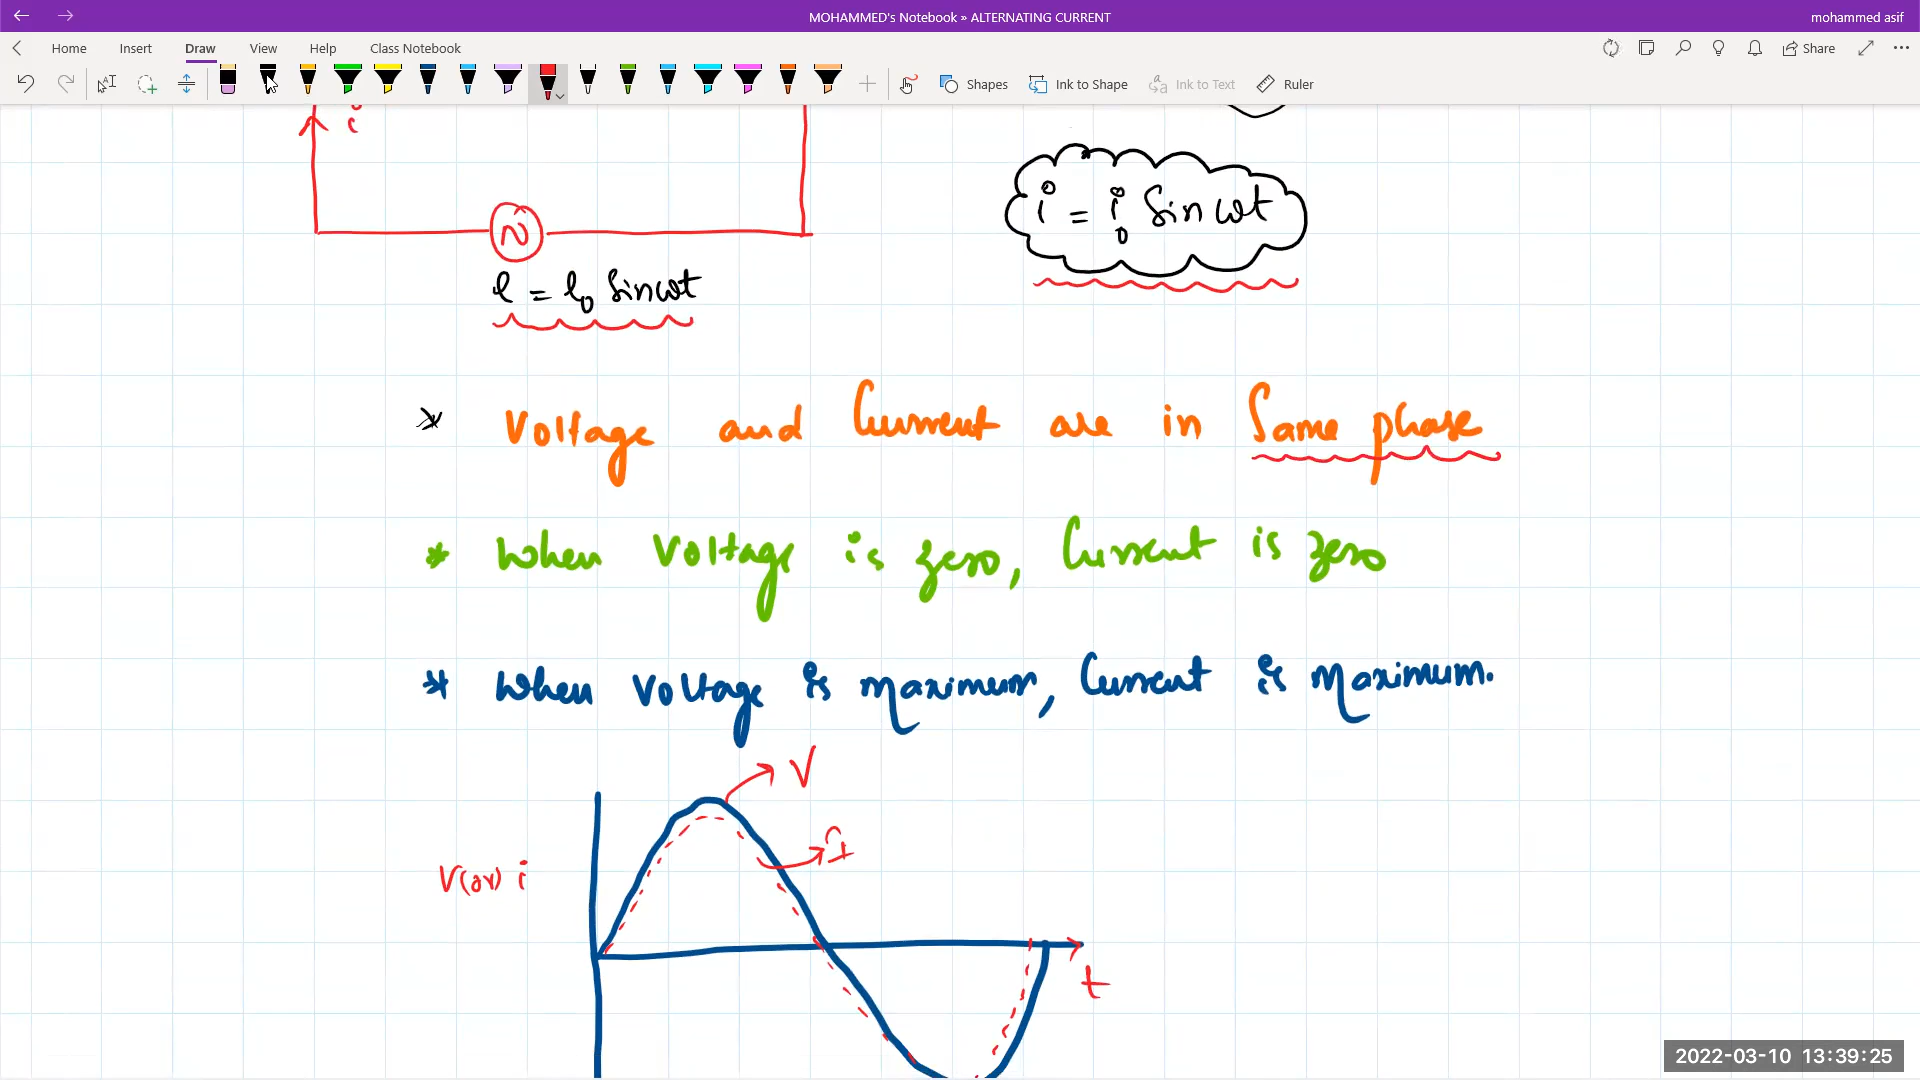 MOHAMMED's Notebook » ALTERNATING CURRENT
mohammed asif
Home Insert Draw View Help Class Notebook
Share
Shapes Ink to Shape Ink to Text Ruler
i
i = i₀ Sin ωt
N
e = e₀ Sin ωt
* Voltage and Current are in Same phase
* When Voltage is zero, Current is zero
* When Voltage is maximum, Current is maximum.
V
I
V(or) i
t
2022-03-10 13:39:25